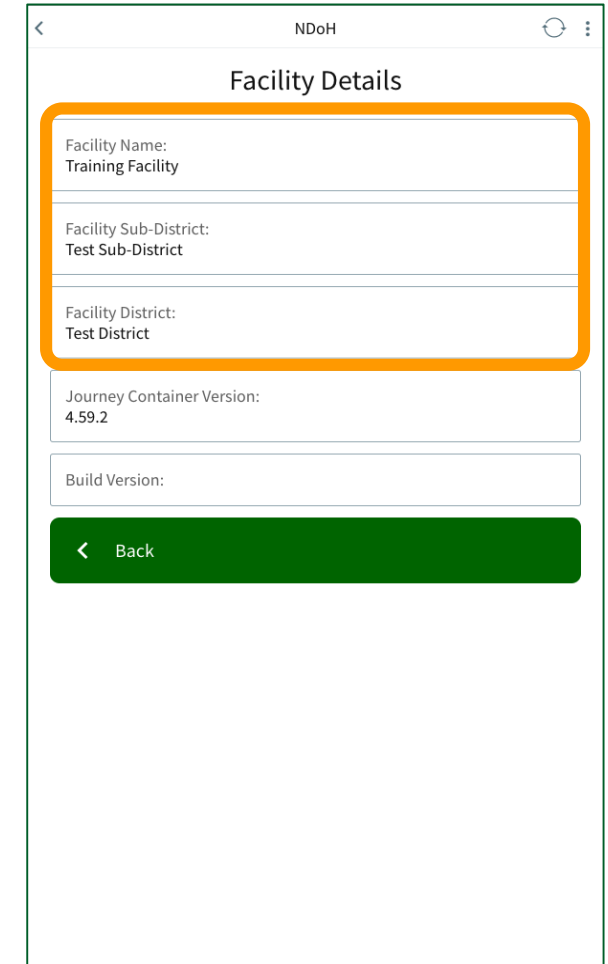 NDoH
Facility Details
Facility Name:
Training Facility
Facility Sub-District:
Test Sub-District
Facility District:
Test District
Journey Container Version:
4.59.2
Build Version:
Back